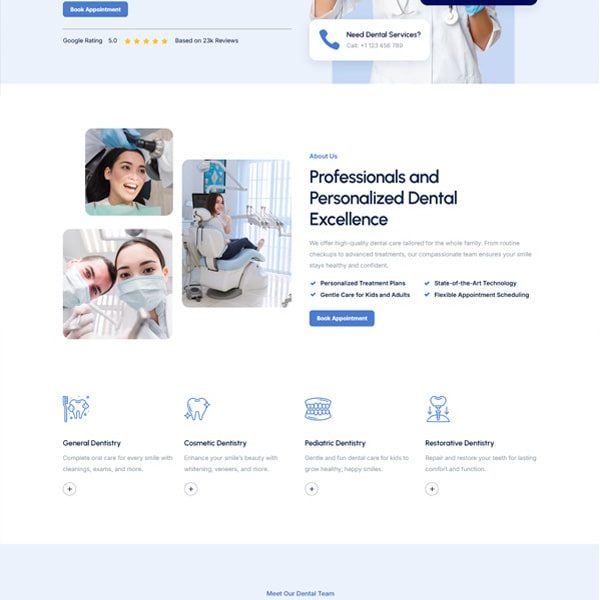 Book Appointment
Google Rating 5.0 Based on 23k Reviews
Need Dental Services?
Call: +1 123 456 789
About Us
Professionals and
Personalized Dental
Excellence
We offer high-quality dental care tailored for the whole family. From routine
checkups to advanced treatments, our compassionate team ensures your smile
stays healthy and confident.
Personalized Treatment Plans
State-of-the-Art Technology
Gentle Care for Kids and Adults
Flexible Appointment Scheduling
Book Appointment
General Dentistry
Complete oral care for every smile with
cleanings, exams, and more.
Cosmetic Dentistry
Enhance your smile's beauty with
whitening, veneers, and more.
Pediatric Dentistry
Gentle and fun dental care for kids to
grow healthy, happy smiles.
Restorative Dentistry
Repair and restore your teeth for lasting
comfort and function.
Meet Our Dental Team